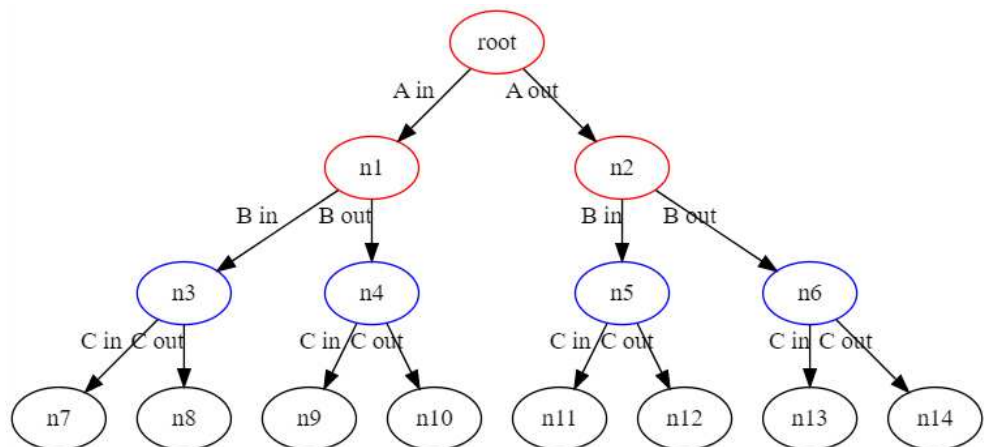 root
A in A out
n1 n2
B in B out B in B out
n3 n4 n5 n6
C in C out C in C out C in C out C in C out
n7 n8 n9 n10 n11 n12 n13 n14